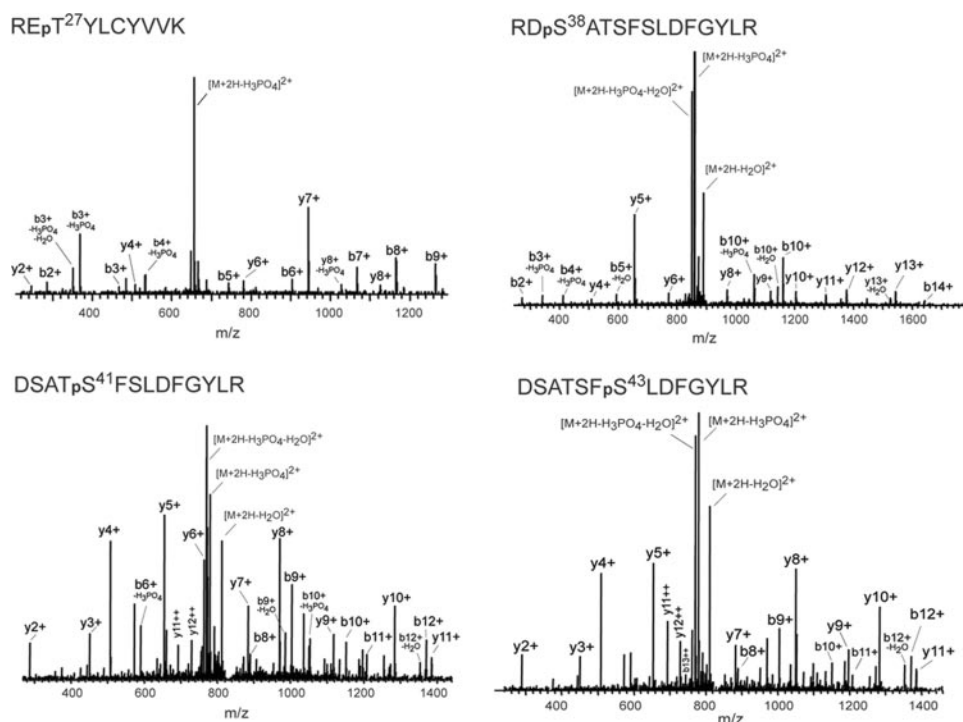 REpT27YLCYVVK
[M+2H-H3PO4]2+
b3+
-H3PO4
-H2O
b3+
-H3PO4
y2+
b2+
b3+
y4+
b4+
-H3PO4
b5+
y6+
b6+
y7+
y8+
-H3PO4
b7+
y8+
b8+
b9+
400 600 800 1000 1200
m/z
RDpS38ATSFSLDFGYLR
[M+2H-H3PO4]2+
[M+2H-H3PO4-H2O]2+
[M+2H-H2O]2+
b2+
b3+
-H3PO4
b4+
-H3PO4
y4+
b5+
-H2O
y5+
y6+
y8+
b10+
-H3PO4
y9+
b10+
-H2O
b10+
y10+
y11+
y12+
y13+
-H2O
y13+
b14+
400 600 800 1000 1200 1400 1600
m/z
DSATpS41FSLDFGYLR
[M+2H-H3PO4-H2O]2+
[M+2H-H3PO4]2+
[M+2H-H2O]2+
y2+
y3+
y4+
b6+
-H3PO4
y5+
y11++
y12++
y6+
y7+
b8+
y8+
b9+
-H2O
b9+
b10+
-H3PO4
y9+
b10+
b11+
y10+
b12+
-H2O
b12+
y11+
400 600 800 1000 1200 1400
m/z
DSATSFpS43LDFGYLR
[M+2H-H3PO4-H2O]2+
[M+2H-H3PO4]2+
[M+2H-H2O]2+
y2+
y3+
y4+
y5+
y11++
y12++
b13++
y7+
b8+
b9+
y8+
b10+
y9+
b11+
y10+
b12+
-H2O
b12+
y11+
400 600 800 1000 1200 1400
m/z